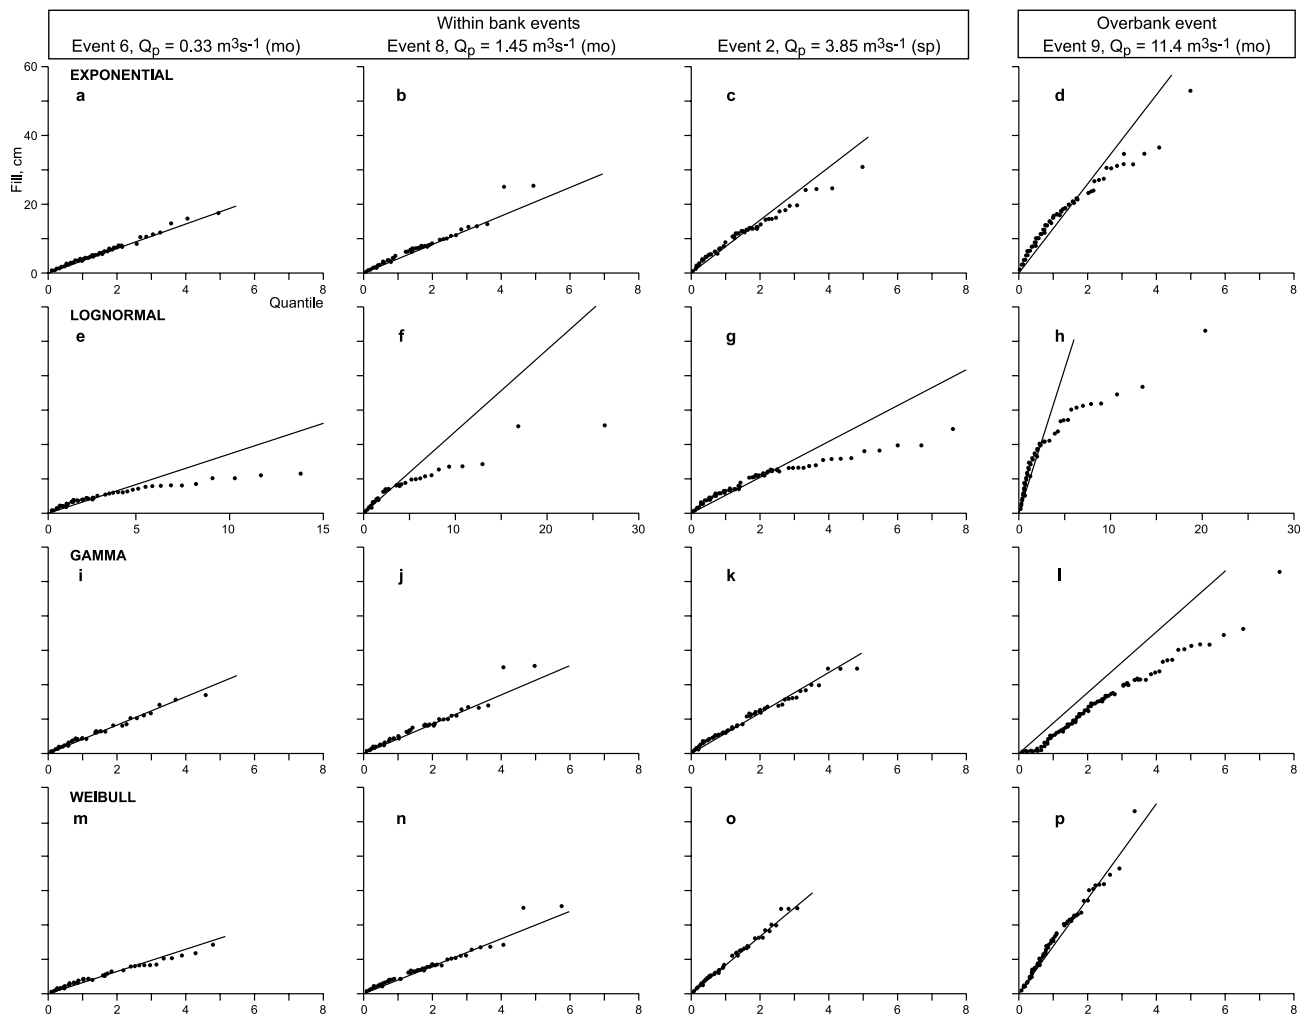 Within bank events
Overbank event
Event 6, Qp = 0.33 m³s-¹ (mo)
Event 8, Qp = 1.45 m³s-¹ (mo)
Event 2, Qp = 3.85 m³s-¹ (sp)
Event 9, Qp = 11.4 m³s-¹ (mo)
EXPONENTIAL
a
b
c
d
60
40
20
0
Fill, cm
0 2 4 6 8
0 2 4 6 8
0 2 4 6 8
0 2 4 6 8
Quantile
LOGNORMAL
e
f
g
h
0 5 10 15
0 10 20 30
0 2 4 6 8
0 10 20 30
GAMMA
i
j
k
l
0 2 4 6 8
0 2 4 6 8
0 2 4 6 8
0 2 4 6 8
WEIBULL
m
n
o
p
0 2 4 6 8
0 2 4 6 8
0 2 4 6 8
0 2 4 6 8